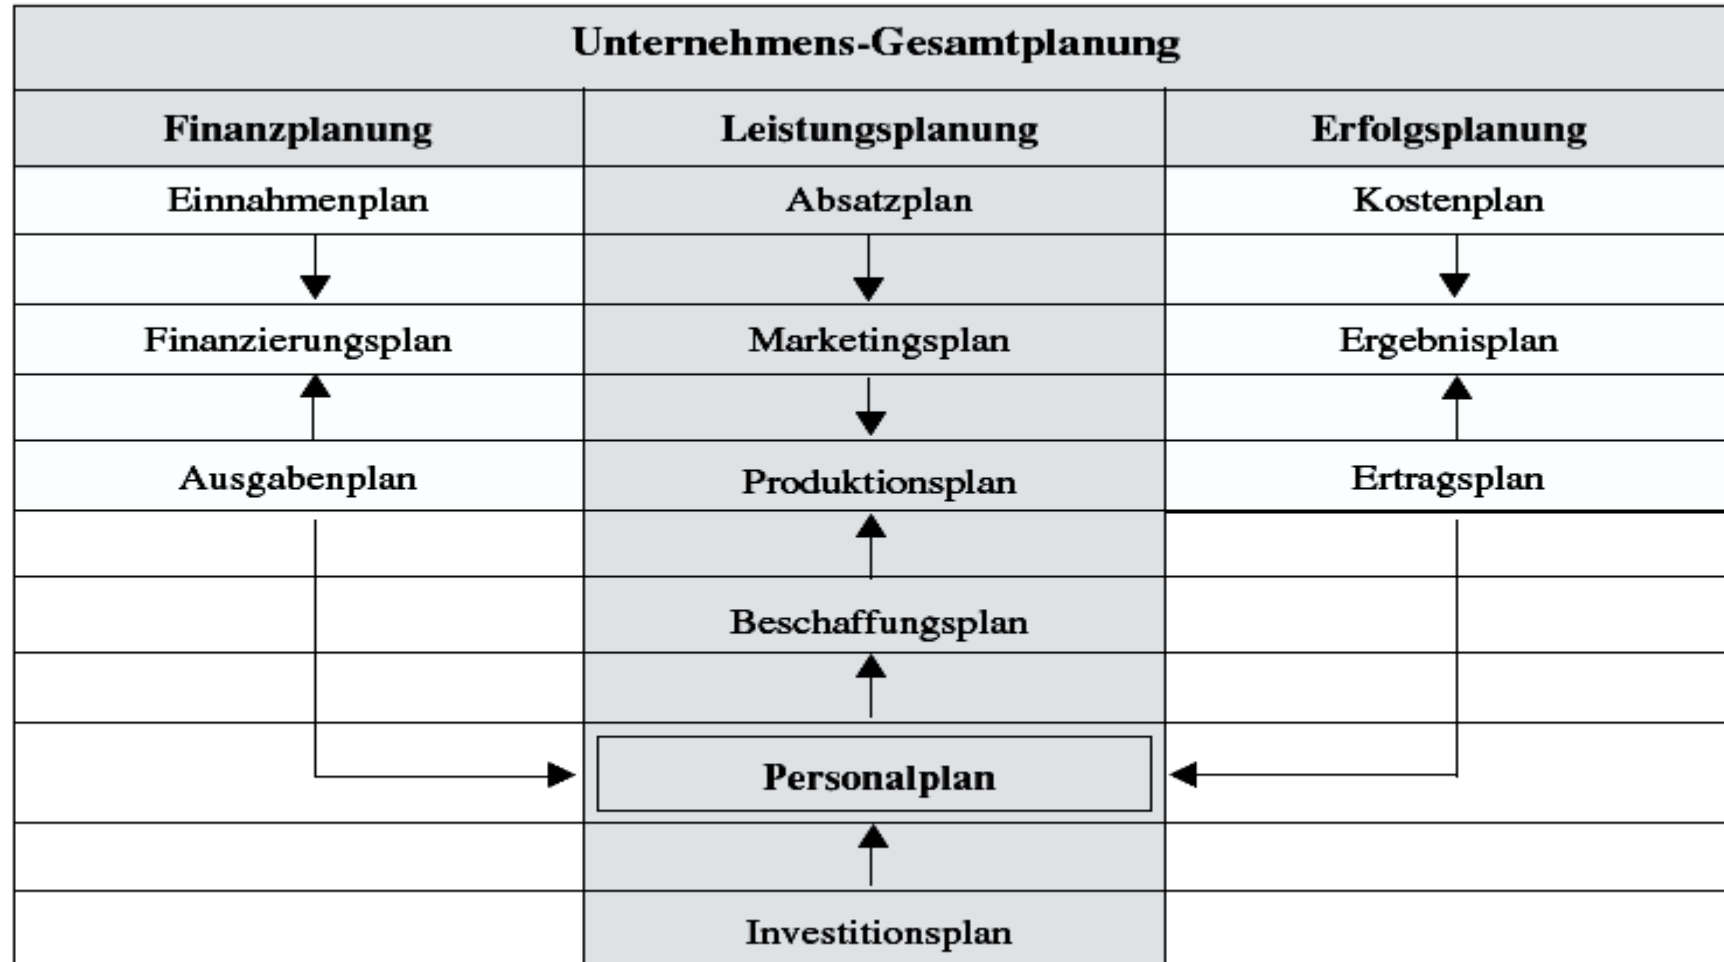 Unternehmens-Gesamtplanung
Finanzplanung Leistungsplanung Erfolgsplanung
Einnahmenplan Absatzplan Kostenplan
Finanzierungsplan Marketingsplan Ergebnisplan
Ausgabenplan Produktionsplan Ertragsplan
Beschaffungsplan
Personalplan
Investitionsplan